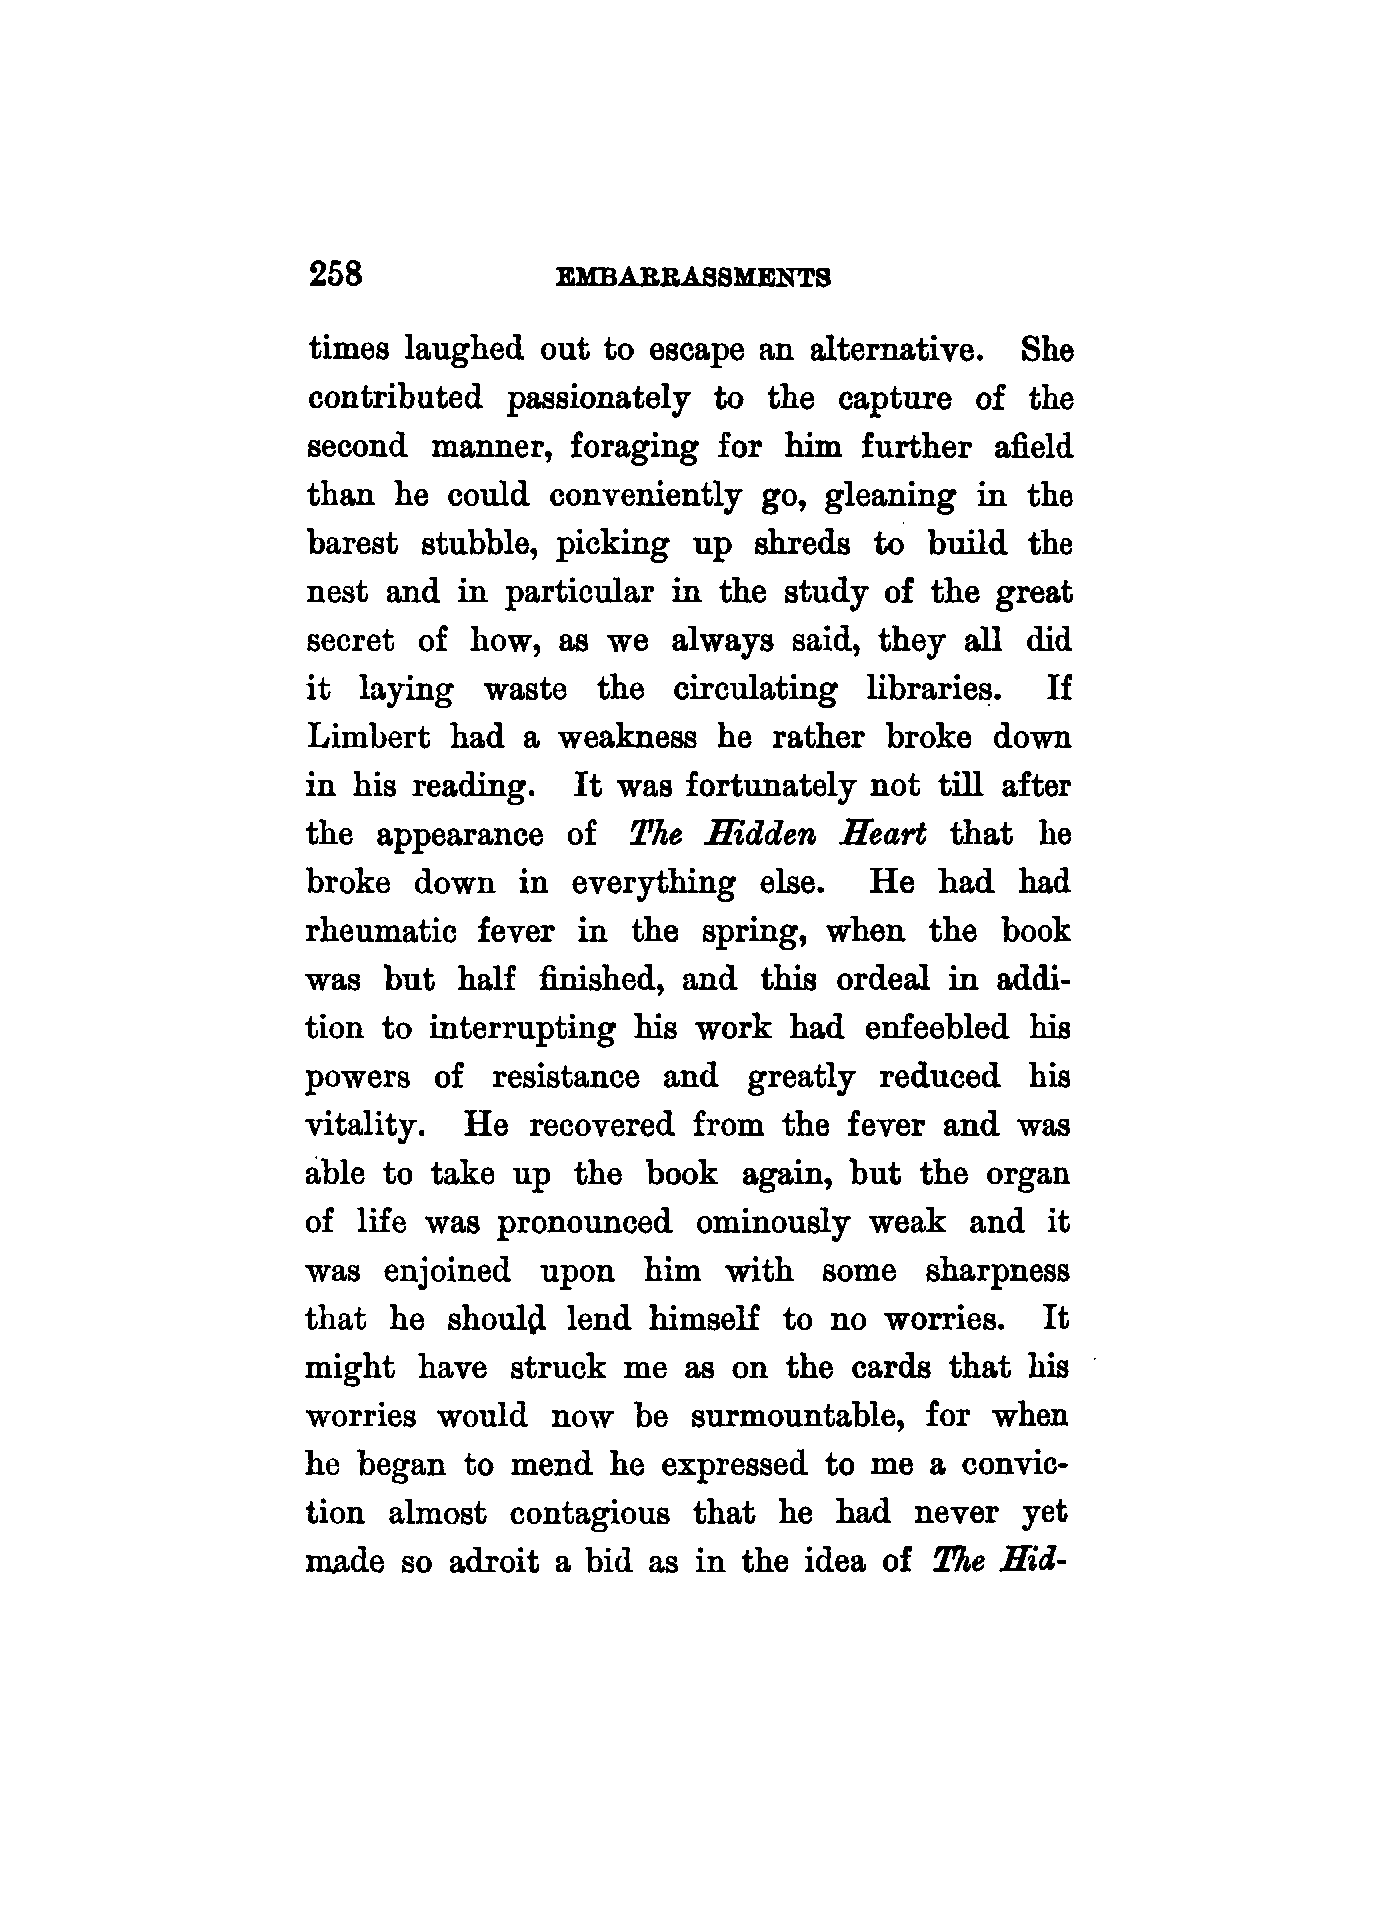 258 EMBARRASSMENTS
times laughed out to escape an alternative. She
contributed passionately to the capture of the
second manner, foraging for him further afield
than he could conveniently go, gleaning in the
barest stubble, picking up shreds to build the
nest and in particular in the study of the great
secret of how, as we always said, they all did
it laying waste the circulating libraries. If
Limbert had a weakness he rather broke down
in his reading. It was fortunately not till after
the appearance of The Hidden Heart that he
broke down in everything else. He had had
rheumatic fever in the spring, when the book
was but half finished, and this ordeal in addi-
tion to interrupting his work had enfeebled his
powers of resistance and greatly reduced his
vitality. He recovered from the fever and was
able to take up the book again, but the organ
of life was pronounced ominously weak and it
was enjoined upon him with some sharpness
that he should lend himself to no worries. It
might have struck me as on the cards that his
worries would now be surmountable, for when
he began to mend he expressed to me a convic-
tion almost contagious that he had never yet
made so adroit a bid as in the idea of The Hid-